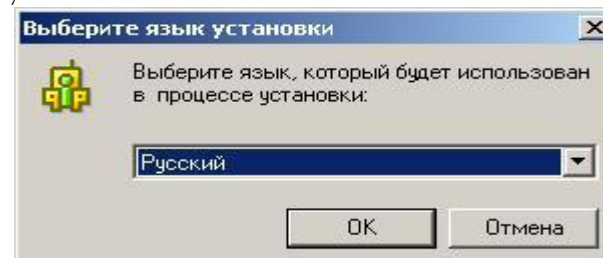 Выберите язык установки
Выберите язык, который будет использован
в процессе установки:
Русский
OK
Отмена